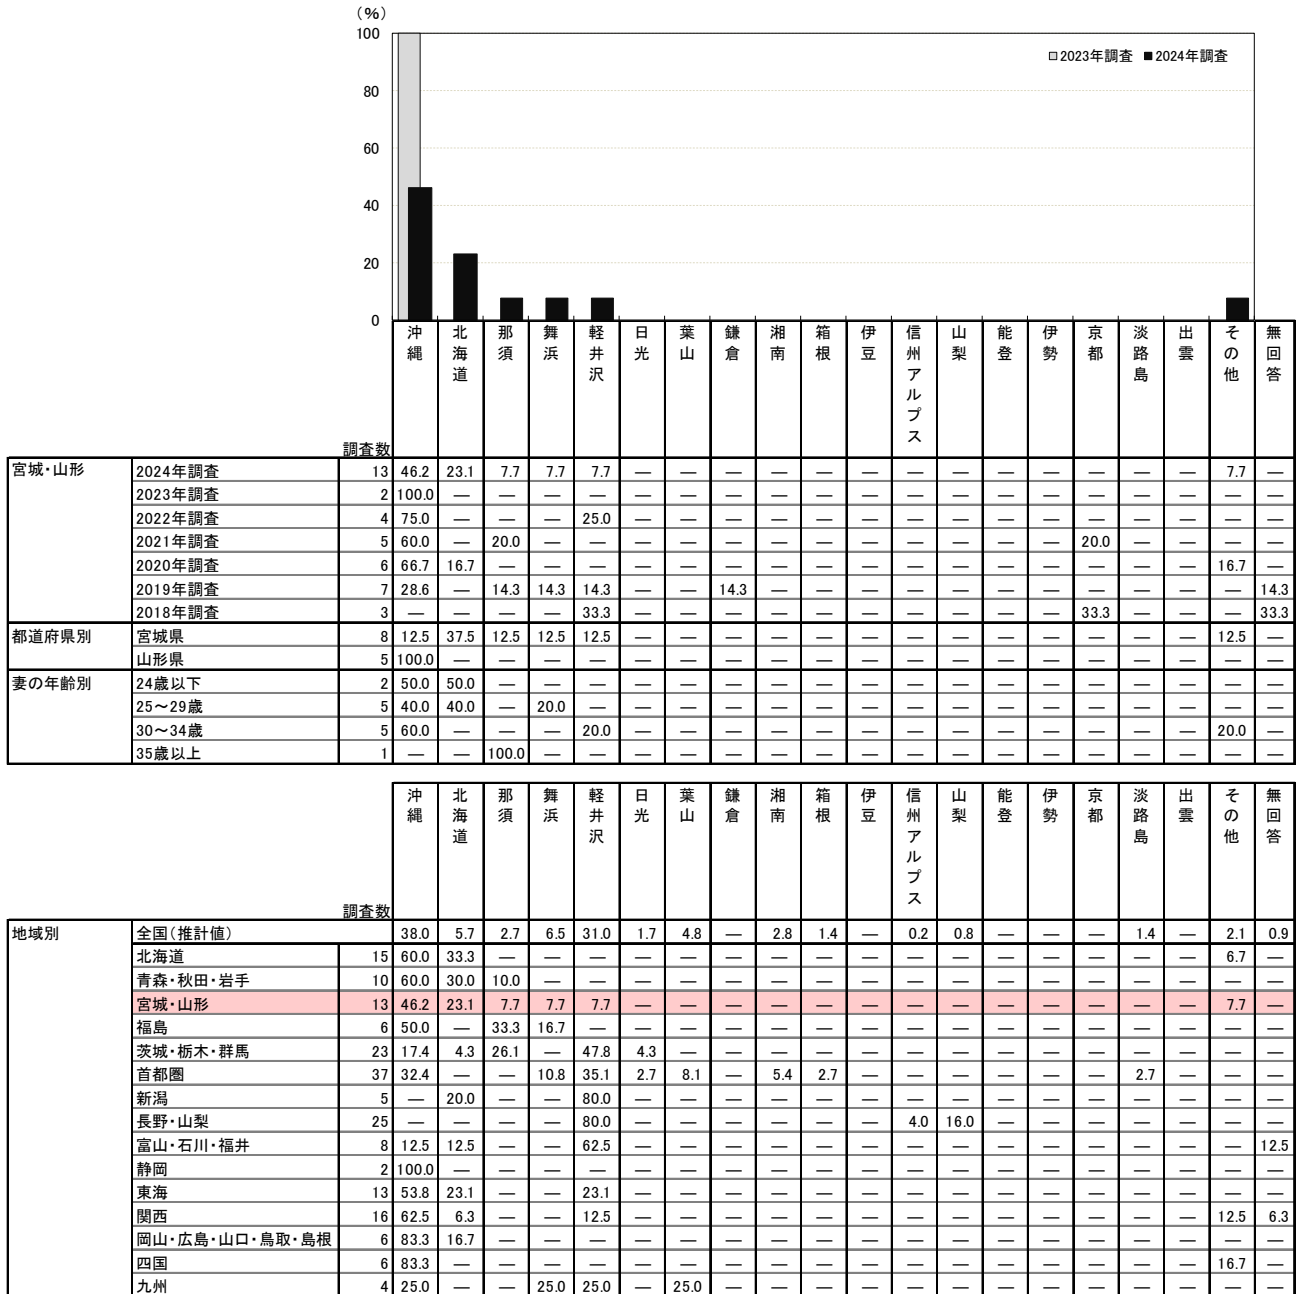 （％）
100
80
60
40
20
0
□2023年調査 ■2024年調査
調査数 沖縄 北海道 那須 舞浜 軽井沢 日光 葉山 鎌倉 湘南 箱根 伊豆 信州アルプス 山梨 能登 伊勢 京都 淡路島 出雲 その他 無回答
宮城・山形 2024年調査 13 46.2 23.1 7.7 7.7 7.7 — — — — — — — — — — — — — 7.7 —
2023年調査 2 100.0 — — — — — — — — — — — — — — — — — — —
2022年調査 4 75.0 — — — 25.0 — — — — — — — — — — — — — — —
2021年調査 5 60.0 — 20.0 — — — — — — — — — — — — 20.0 — — — —
2020年調査 6 66.7 16.7 — — — — — — — — — — — — — — — — 16.7 —
2019年調査 7 28.6 — 14.3 14.3 14.3 — — 14.3 — — — — — — — — — — — 14.3
2018年調査 3 — — — — 33.3 — — — — — — — — — — 33.3 — — — 33.3
都道府県別 宮城県 8 12.5 37.5 12.5 12.5 12.5 — — — — — — — — — — — — — 12.5 —
山形県 5 100.0 — — — — — — — — — — — — — — — — — — —
妻の年齢別 24歳以下 2 50.0 50.0 — — — — — — — — — — — — — — — — — —
25～29歳 5 40.0 40.0 — 20.0 — — — — — — — — — — — — — — — —
30～34歳 5 60.0 — — — 20.0 — — — — — — — — — — — — — 20.0 —
35歳以上 1 — — 100.0 — — — — — — — — — — — — — — — — —
調査数 沖縄 北海道 那須 舞浜 軽井沢 日光 葉山 鎌倉 湘南 箱根 伊豆 信州アルプス 山梨 能登 伊勢 京都 淡路島 出雲 その他 無回答
地域別 全国（推計値） 38.0 5.7 2.7 6.5 31.0 1.7 4.8 — 2.8 1.4 — 0.2 0.8 — — — 1.4 — 2.1 0.9
北海道 15 60.0 33.3 — — — — — — — — — — — — — — — — 6.7 —
青森・秋田・岩手 10 60.0 30.0 10.0 — — — — — — — — — — — — — — — — —
宮城・山形 13 46.2 23.1 7.7 7.7 7.7 — — — — — — — — — — — — — 7.7 —
福島 6 50.0 — 33.3 16.7 — — — — — — — — — — — — — — — —
茨城・栃木・群馬 23 17.4 4.3 26.1 — 47.8 4.3 — — — — — — — — — — — — — —
首都圏 37 32.4 — — 10.8 35.1 2.7 8.1 — 5.4 2.7 — — — — — — 2.7 — — —
新潟 5 — 20.0 — — 80.0 — — — — — — — — — — — — — — —
長野・山梨 25 — — — — 80.0 — — — — — — 4.0 16.0 — — — — — — —
富山・石川・福井 8 12.5 12.5 — — 62.5 — — — — — — — — — — — — — — 12.5
静岡 2 100.0 — — — — — — — — — — — — — — — — — — —
東海 13 53.8 23.1 — — 23.1 — — — — — — — — — — — — — — —
関西 16 62.5 6.3 — — 12.5 — — — — — — — — — — — — — 12.5 6.3
岡山・広島・山口・鳥取・島根 6 83.3 16.7 — — — — — — — — — — — — — — — — — —
四国 6 83.3 — — — — — — — — — — — — — — — — — 16.7 —
九州 4 25.0 — — 25.0 25.0 — 25.0 — — — — — — — — — — — — —